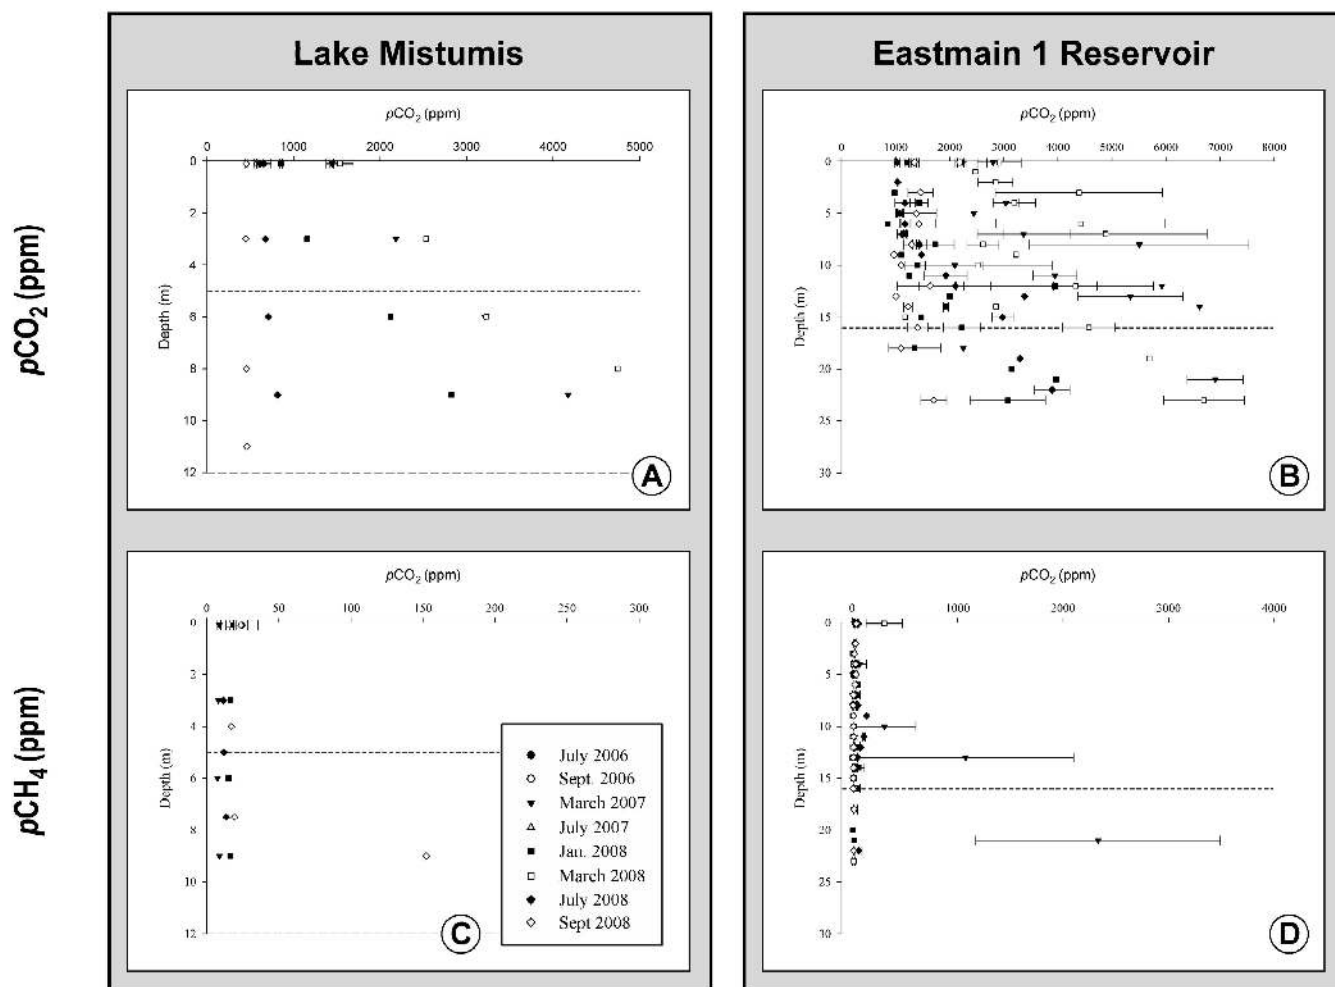 Lake Mistumis
Eastmain 1 Reservoir
pCO2 (ppm)
pCO2 (ppm)
0 1000 2000 3000 4000 5000
0
2
4
6
8
10
12
Depth (m)
A
pCO2 (ppm)
0 1000 2000 3000 4000 5000 6000 7000 8000
0
5
10
15
20
25
30
Depth (m)
B
pCH4 (ppm)
pCO2 (ppm)
0 50 100 150 200 250 300
0
2
4
6
8
10
12
Depth (m)
July 2006
Sept. 2006
March 2007
July 2007
Jan. 2008
March 2008
July 2008
Sept 2008
C
pCO2 (ppm)
0 1000 2000 3000 4000
0
5
10
15
20
25
10
Depth (m)
D